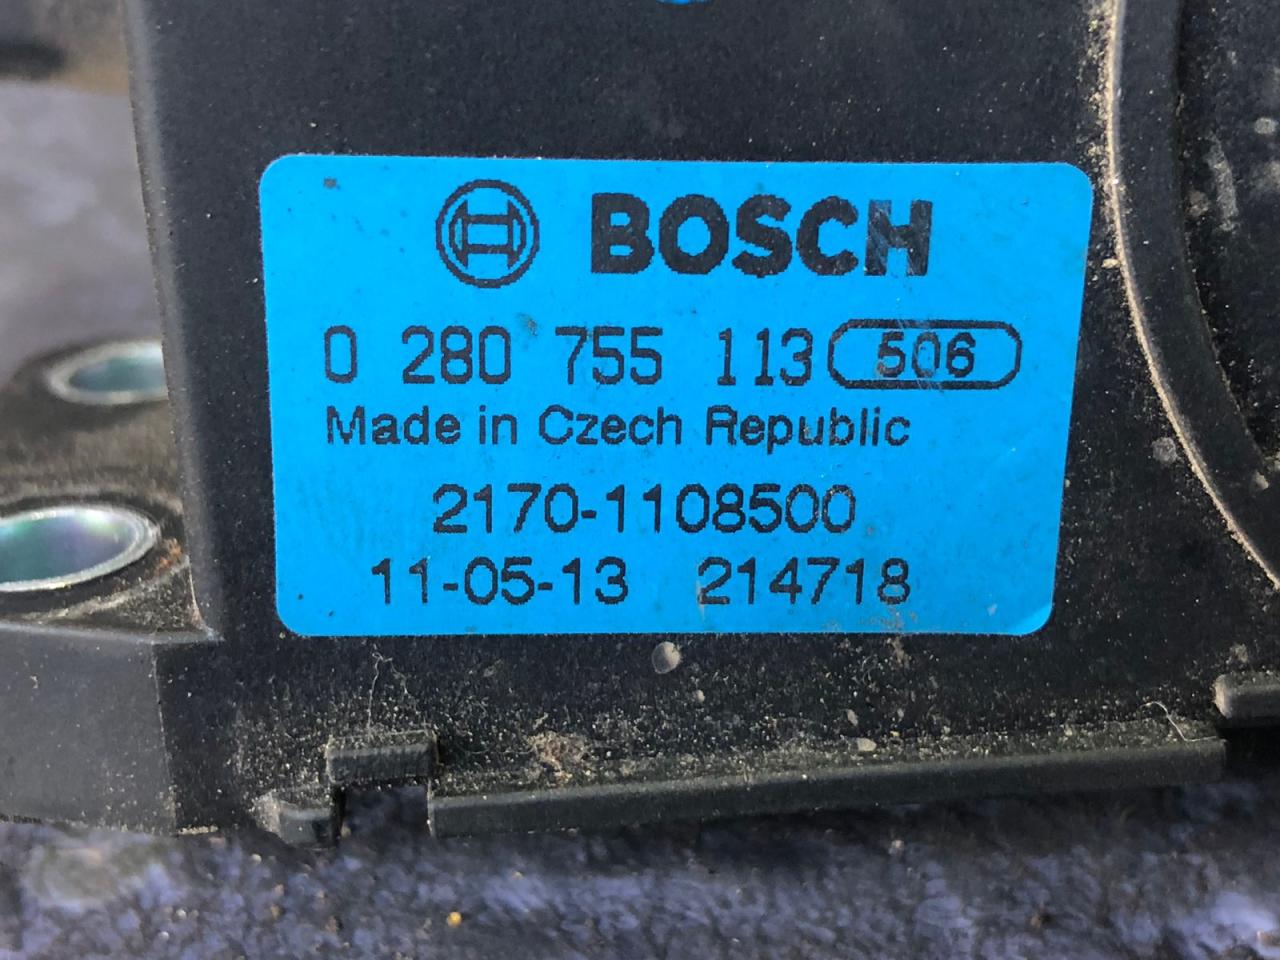 BOSCH
0 280 755 113 506
Made in Czech Republic
2170-1108500
11-05-13 214718